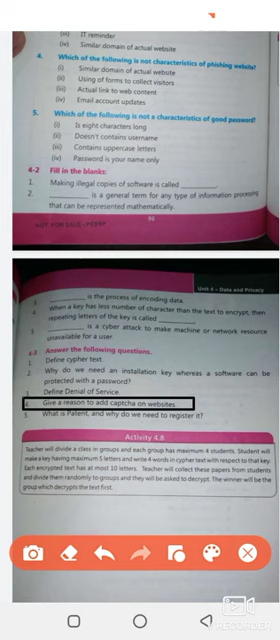 (iii) IT reminder
(iv) Similar domain of actual website
4. Which of the following is not characteristics of phishing website?
(i) Similar domain of actual website
(ii) Using of forms to collect visitors
(iii) Actual link to web content
(iv) Email account updates
5. Which of the following is not a characteristics of good password?
(i) Is eight characters long
(ii) Doesn't contains username
(iii) Contains uppercase letters
(iv) Password is your name only
4-2 Fill in the blanks:
1. Making illegal copies of software is called ________.
2. ________ is a general term for any type of information processing
that can be represented mathematically.
NOT FOR SALE - PESRP
Unit 4 – Data and Privacy
3. ________ is the process of encoding data.
4. When a key has less number of character than the text to encrypt, then
repeating letters of the key is called ________.
5. ________ is a cyber attack to make machine or network resource
unavailable for a user.
4-3 Answer the following questions.
1. Define cypher text.
2. Why do we need an installation key whereas a software can be
protected with a password?
3. Define Denial of Service.
4. Give a reason to add captcha on websites.
5. What is Patent, and why do we need to register it?
Activity 4.8
Teacher will divide a class in groups and each group has maximum 4 students. Student will
make a key having maximum 5 letters and write 4 words in cypher text with respect to that key.
Each encrypted text has at most 10 letters. Teacher will collect these papers from students
and divide them randomly to groups and they will be asked to decrypt. The winner will be the
group which decrypts the text first.
RECORDER